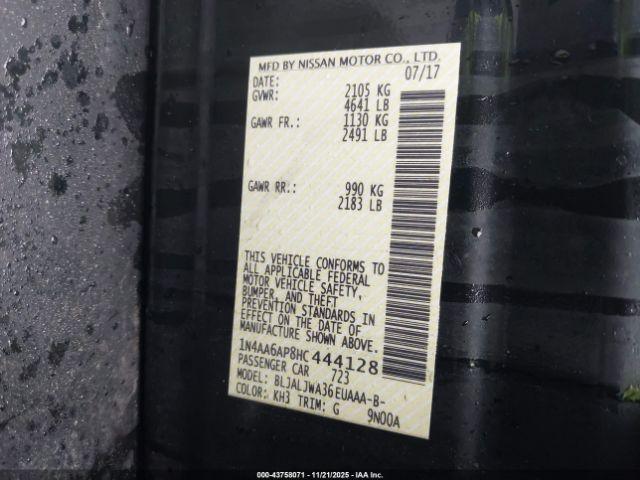 MFD BY NISSAN MOTOR CO., LTD.
DATE: 07/17
GVWR: 2105 KG
4641 LB
GAWR FR.: 1130 KG
2491 LB
GAWR RR.: 990 KG
2183 LB
THIS VEHICLE CONFORMS TO
ALL APPLICABLE FEDERAL
MOTOR VEHICLE SAFETY,
BUMPER, AND THEFT
PREVENTION STANDARDS IN
EFFECT ON THE DATE OF
MANUFACTURE SHOWN ABOVE.
1N4AA6AP8HC 444128
PASSENGER CAR 723
MODEL: BLJALJWA36EUAAA-B-
COLOR: KH3 TRIM: G 9N00A
000-43758071 - 11/21/2025 - IAA Inc.